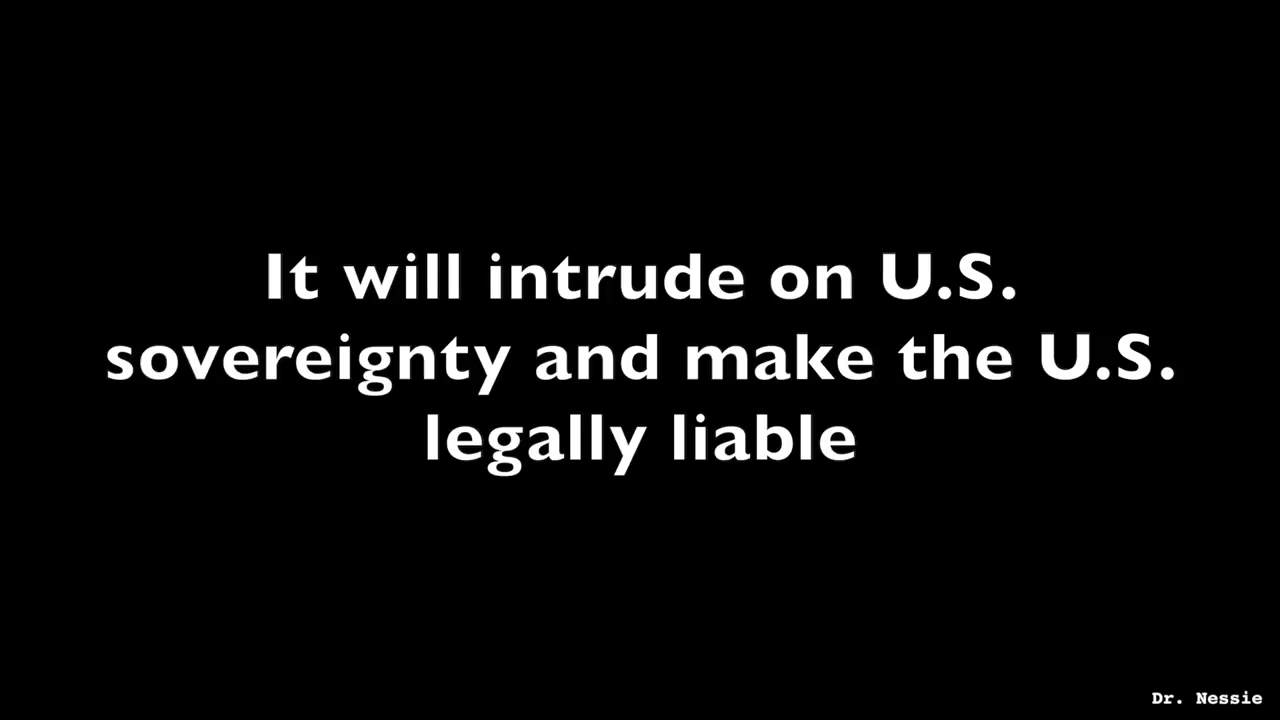 It will intrude on U.S.
sovereignty and make the U.S.
legally liable
Dr. Nessie